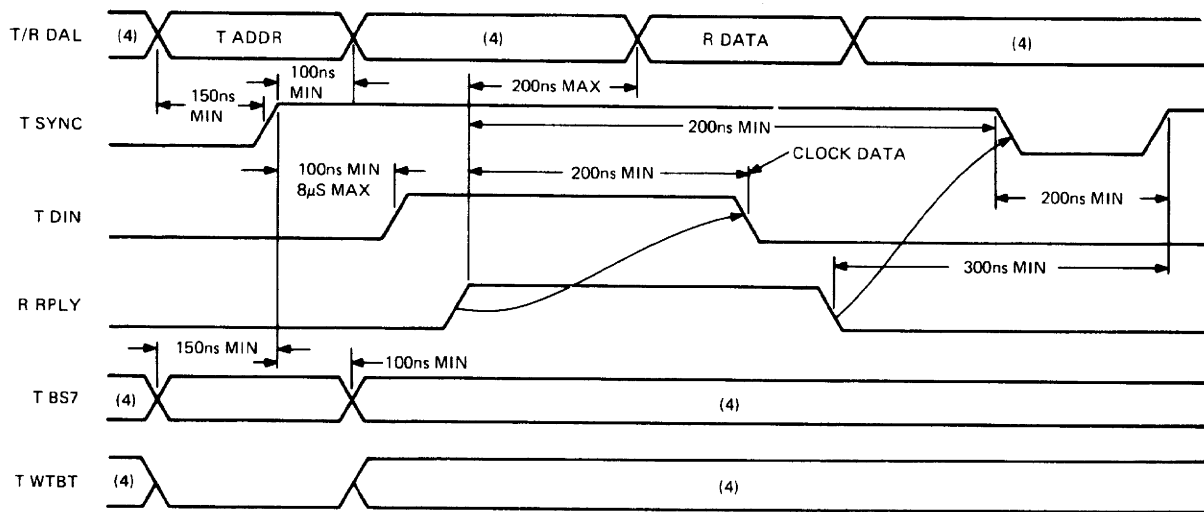 T/R DAL (4) T ADDR (4) R DATA (4)
100ns MIN
200ns MAX
150ns MIN
T SYNC
200ns MIN
CLOCK DATA
100ns MIN 8μS MAX
200ns MIN
200ns MIN
T DIN
300ns MIN
R RPLY
150ns MIN
100ns MIN
T BS7 (4) (4)
T WTBT (4) (4)